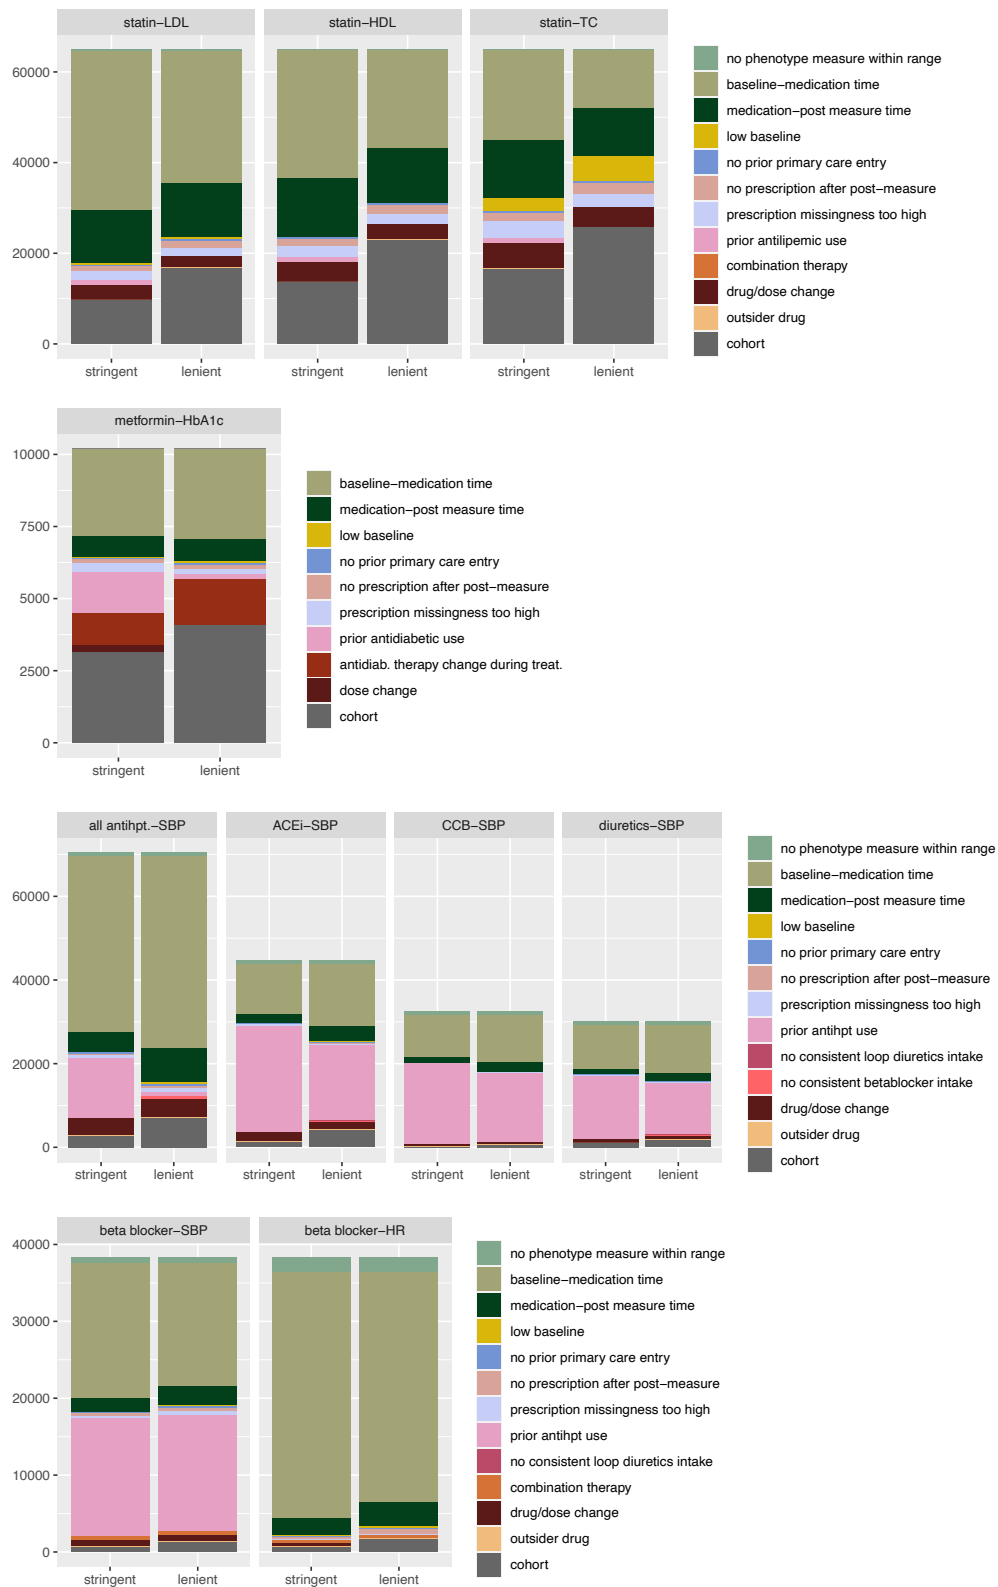 statin−LDL statin−HDL statin−TC
60000
40000
20000
0
stringent lenient stringent lenient stringent lenient
no phenotype measure within range
baseline−medication time
medication−post measure time
low baseline
no prior primary care entry
no prescription after post−measure
prescription missingness too high
prior antilipemic use
combination therapy
drug/dose change
outsider drug
cohort
metformin−HbA1c
10000
7500
5000
2500
0
stringent lenient
baseline−medication time
medication−post measure time
low baseline
no prior primary care entry
no prescription after post−measure
prescription missingness too high
prior antidiabetic use
antidiab. therapy change during treat.
dose change
cohort
all antihpt.−SBP ACEi−SBP CCB−SBP diuretics−SBP
60000
40000
20000
0
stringent lenient stringent lenient stringent lenient stringent lenient
no phenotype measure within range
baseline−medication time
medication−post measure time
low baseline
no prior primary care entry
no prescription after post−measure
prescription missingness too high
prior antihpt use
no consistent loop diuretics intake
no consistent betablocker intake
drug/dose change
outsider drug
cohort
beta blocker−SBP beta blocker−HR
40000
30000
20000
10000
0
stringent lenient stringent lenient
no phenotype measure within range
baseline−medication time
medication−post measure time
low baseline
no prior primary care entry
no prescription after post−measure
prescription missingness too high
prior antihpt use
no consistent loop diuretics intake
combination therapy
drug/dose change
outsider drug
cohort